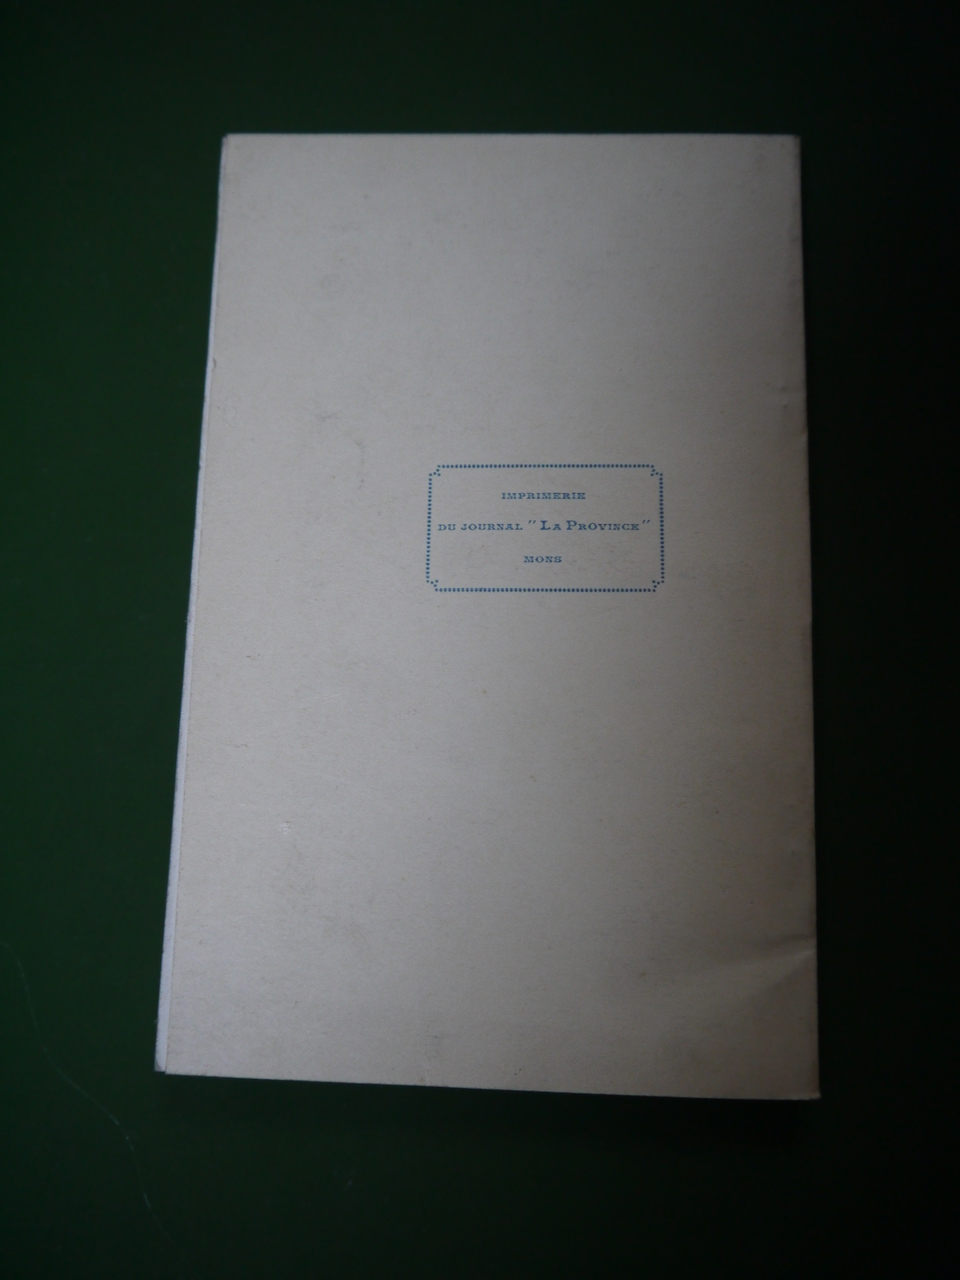 IMPRIMERIE
DU JOURNAL "LA PROVINCE"
MONS